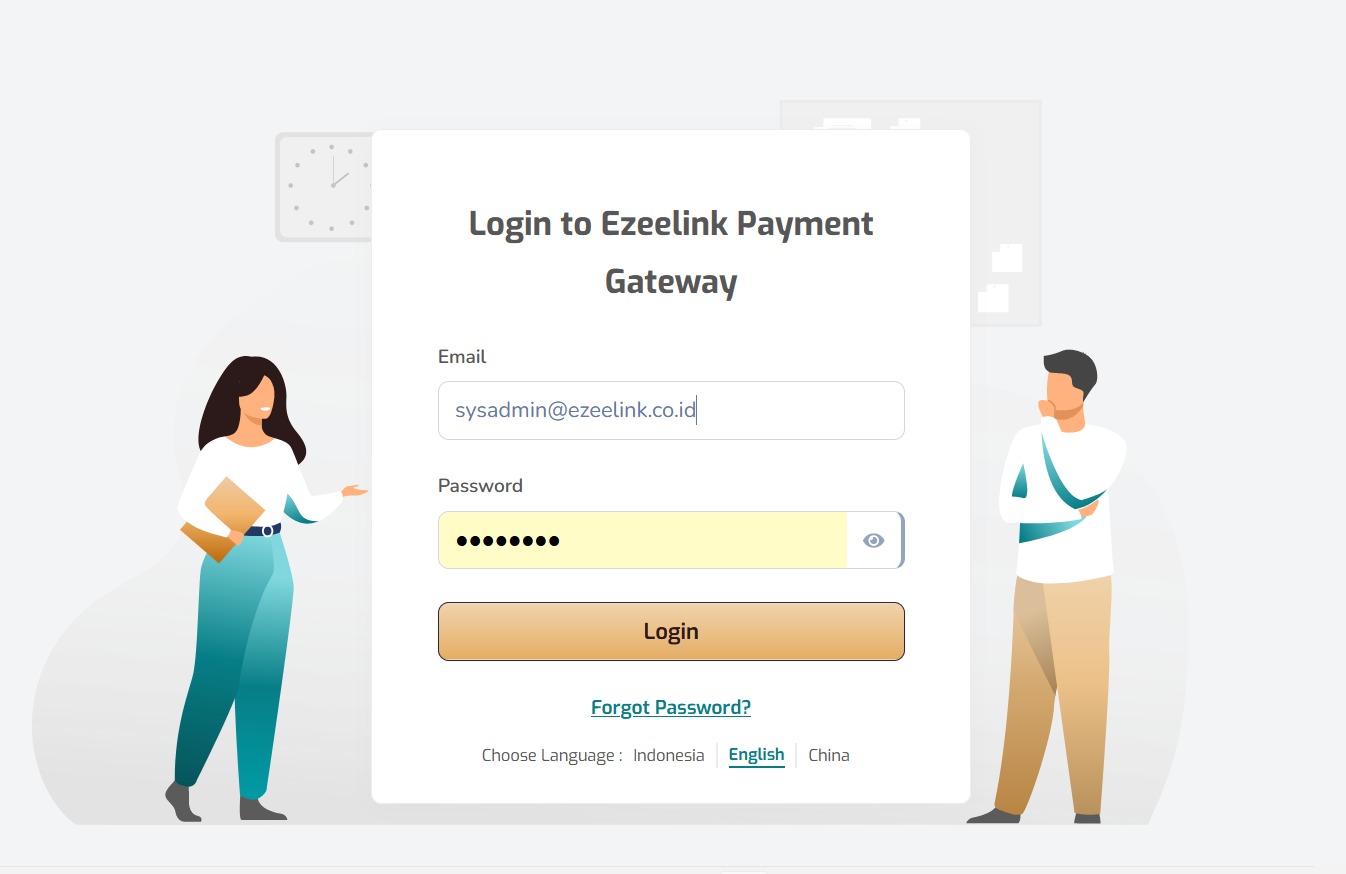 Login to Ezeelink Payment
Gateway
Email
sysadmin@ezeelink.co.id
Password
••••••••
Login
Forgot Password?
Choose Language : Indonesia English China